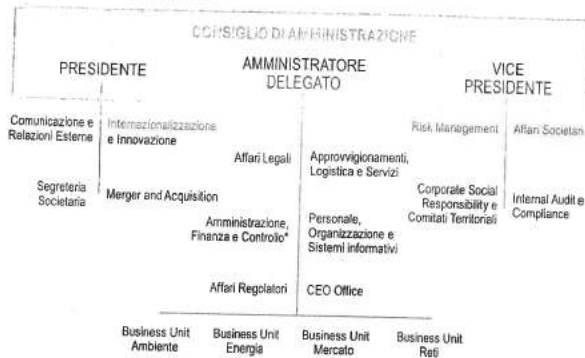 CONSIGLIO DI AMMINISTRAZIONE
PRESIDENTE
AMMINISTRATORE
DELEGATO
VICE
PRESIDENTE
Comunicazione e
Relazioni Esterne
Internazionalizzazione
e Innovazione
Segreteria
Societaria
Merger and Acquisition
Affari Legali
Approvvigionamenti,
Logistica e Servizi
Amministrazione,
Finanza e Controllo*
Personale,
Organizzazione e
Sistemi informativi
Affari Regolatori
CEO Office
Risk Management
Affari Societari
Corporate Social
Responsibility e
Comitati Territoriali
Internal Audit e
Compliance
Business Unit
Ambiente
Business Unit
Energia
Business Unit
Mercato
Business Unit
Reti